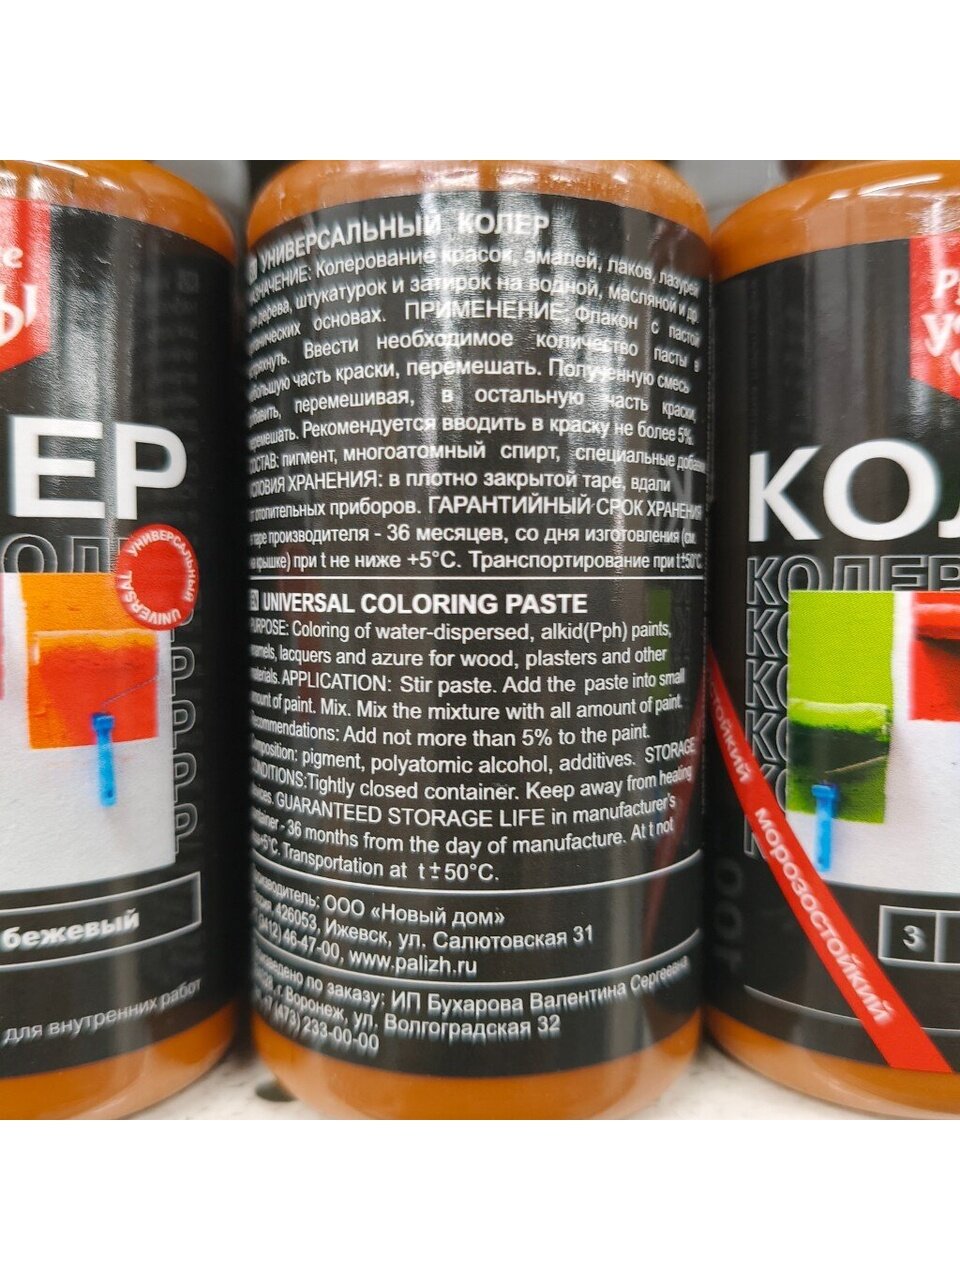 УНИВЕРСАЛЬНЫЙ КОЛЕР
Колерование красок, эмалей, лаков, лазурей
дерева, штукатурок и затирок на водной, масляной и др.
основах. ПРИМЕНЕНИЕ: Флакон с пастой
Ввести необходимое количество пасты в
часть краски, перемешать. Полученную смесь
перемешивая, в остальную часть краски,
Рекомендуется вводить в краску не более 5%.
пигмент, многоатомный спирт, специальные
ХРАНЕНИЯ: в плотно закрытой таре, вдали
приборов. ГАРАНТИЙНЫЙ СРОК ХРАНЕНИЯ
таре производителя - 36 месяцев, со дня изготовления (см.
крышке) при t не ниже +5°С. Транспортирование при t±50°С.
UNIVERSAL COLORING PASTE
PURPOSE: Coloring of water-dispersed, alkid(Pph) paints,
lacquers and azure for wood, plasters and other
APPLICATION: Stir paste. Add the paste into small
amount of paint. Mix. Mix the mixture with all amount of paint.
Recommendations: Add not more than 5% to the paint.
pigment, polyatomic alcohol, additives. STORAGE
CONDITIONS:Tightly closed container. Keep away from heating
GUARANTEED STORAGE LIFE in manufacturer's
- 36 months from the day of manufacture. At t not
Transportation at t±50°C.
ООО «Новый дом»
426053, Ижевск, ул. Салютовская 31
46-47-00, www.palizh.ru
по заказу: ИП Бухарова Валентина Сергеевна
г. Воронеж, ул. Волгоградская 32
(473) 233-00-00
ЕР
УНИВЕРСАЛЬНЫЙ
UNIVERSAL
бежевый
для внутренних работ
КОЛ
КОЛЕР
МОРОЗОСТОЙКИЙ
3